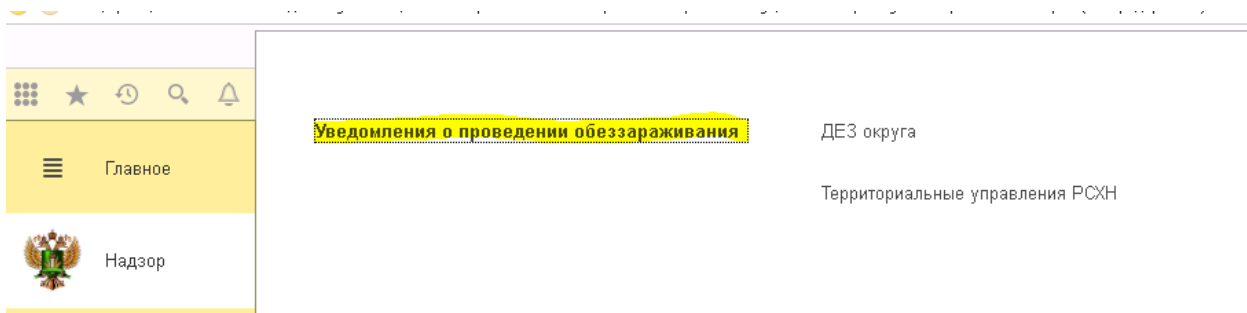 Уведомления о проведении обеззараживания
ДЕЗ округа
Главное
Территориальные управления РСХН
Надзор